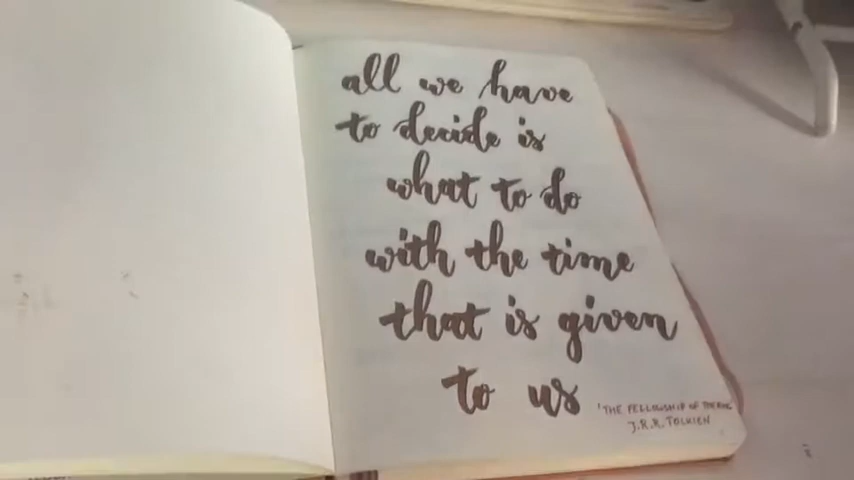 all we have
to decide is
what to do
with the time
that is given
to us
'THE FELLOWSHIP OF THE RING
J.R.R. TOLKIEN